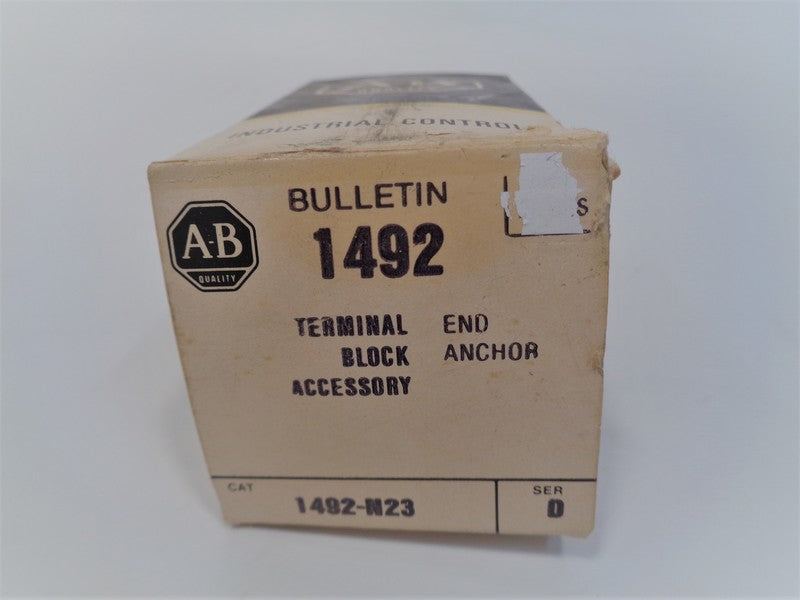 A-B
INDUSTRIAL CONTROL
BULLETIN
1492
S
A-B
QUALITY
TERMINAL END
BLOCK ANCHOR
ACCESSORY
CAT
1492-N23
SER
D